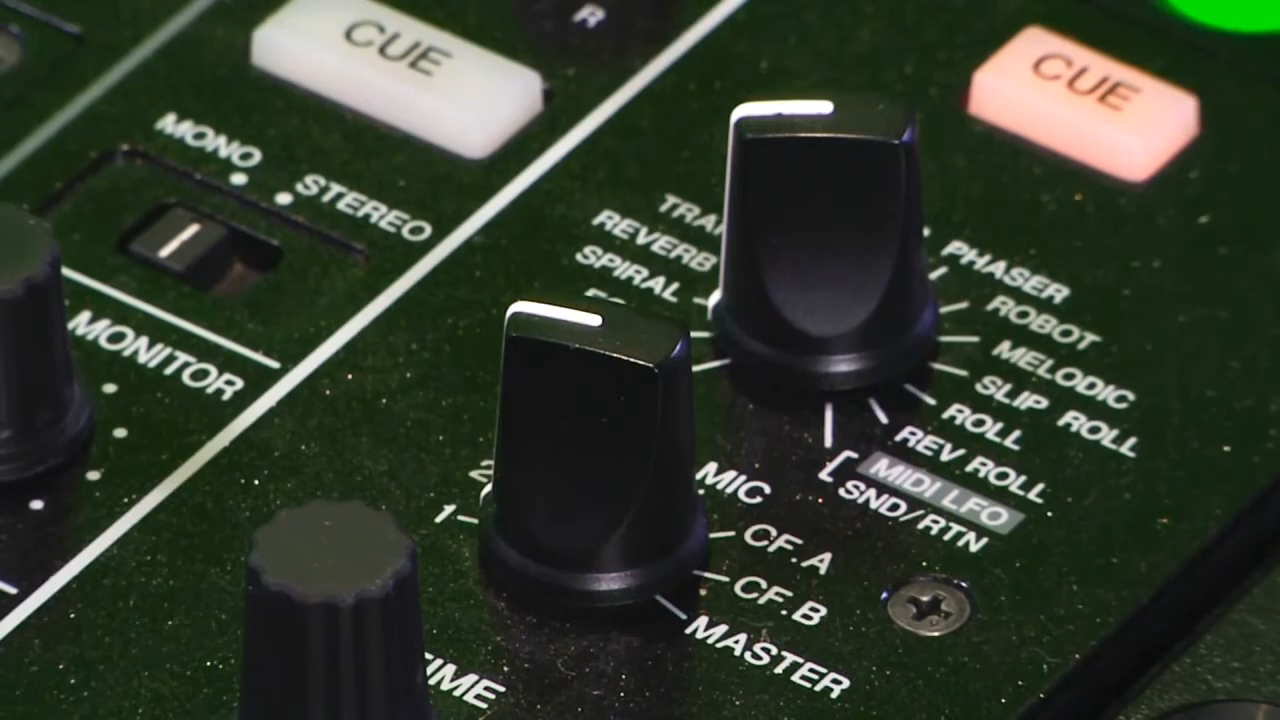 CUE
R
CUE
MONO
STEREO
REVERB
SPIRAL
PHASER
ROBOT
MELODIC
SLIP ROLL
ROLL
REV ROLL
MIDI LFO
SND/RTN
MONITOR
2
1
MIC
CF.A
CF.B
MASTER